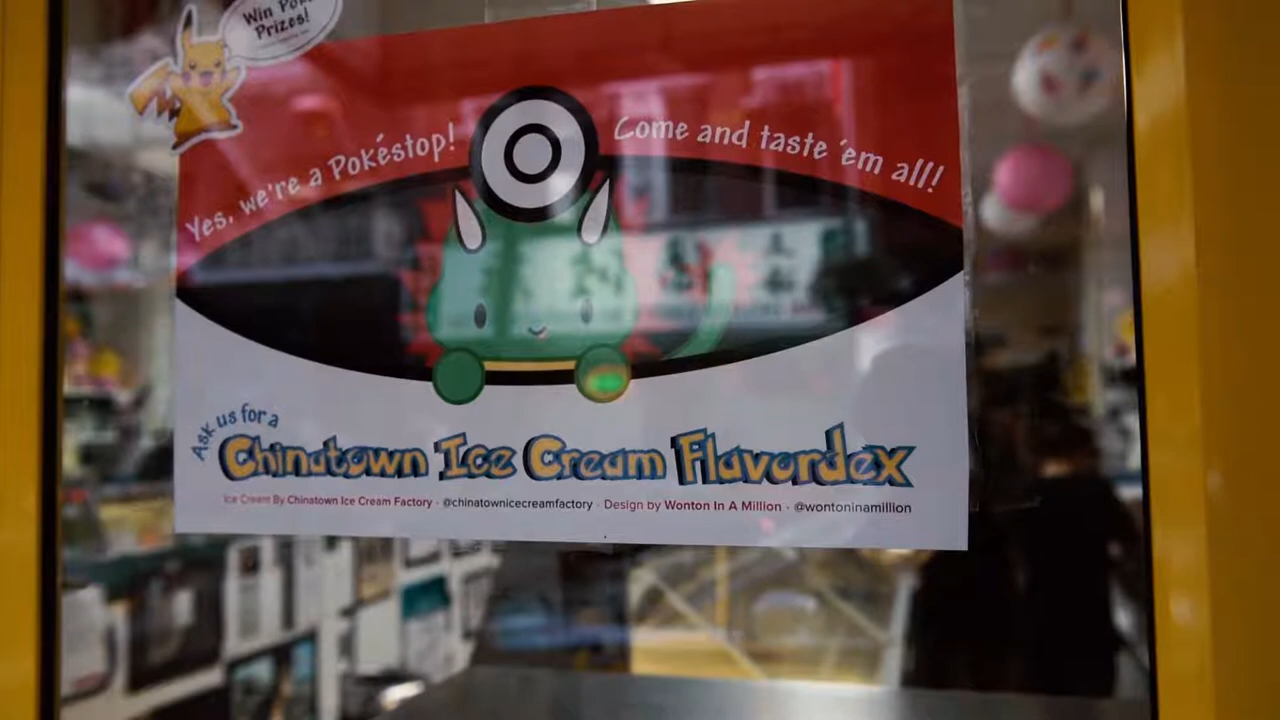 Win Poké
Prizes!
Yes, we're a Pokéstop!
Come and taste 'em all!
Ask us for a
Chinatown Ice Cream Flavordex
Ice Cream By Chinatown Ice Cream Factory · @chinatownicecreamfactory · Design by Wonton In A Million · @wontoninamillion